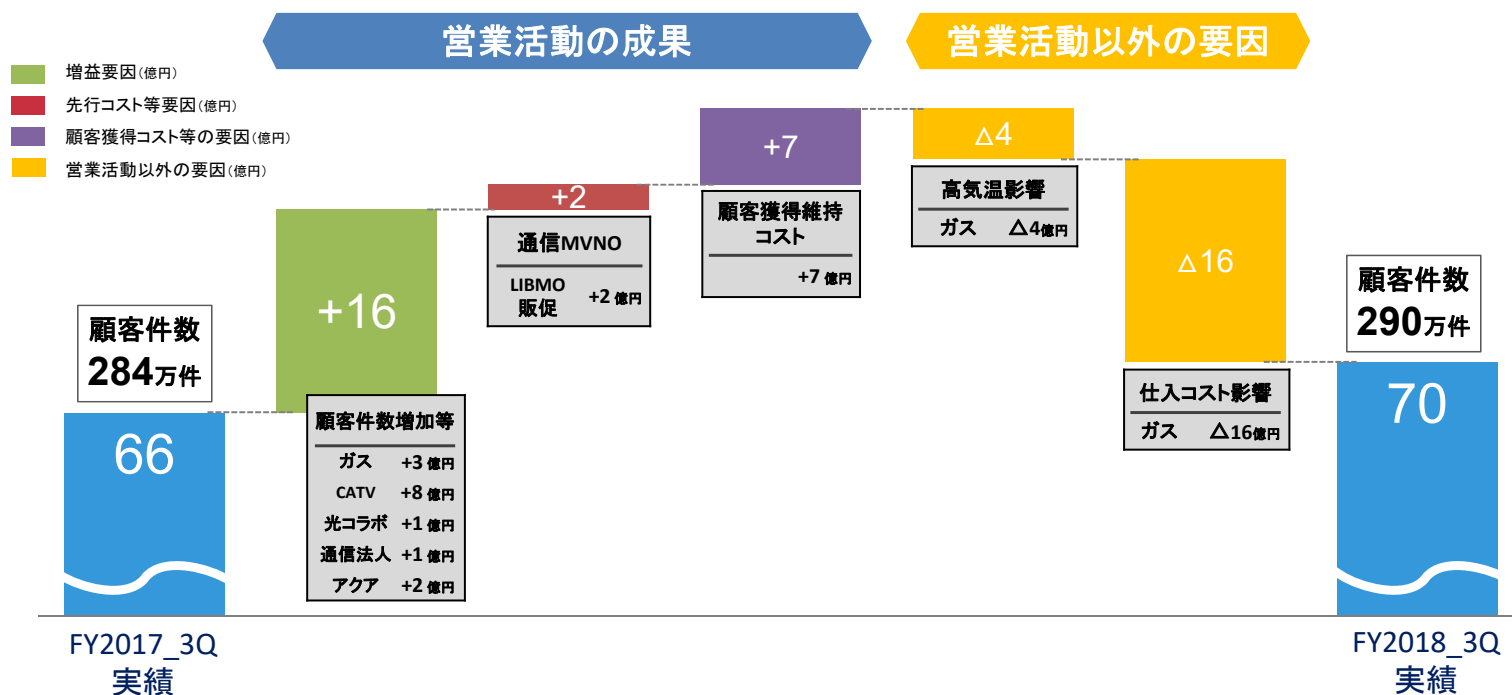 営業活動の成果
営業活動以外の要因
増益要因(億円)
先行コスト等要因(億円)
顧客獲得コスト等の要因(億円)
営業活動以外の要因(億円)
顧客件数
284万件
66
+16
顧客件数増加等
ガス +3 億円
CATV +8 億円
光コラボ +1 億円
通信法人 +1 億円
アクア +2 億円
+2
通信MVNO
LIBMO
販促 +2 億円
+7
顧客獲得維持
コスト
+7 億円
△4
高気温影響
ガス △4億円
△16
仕入コスト影響
ガス △16億円
顧客件数
290万件
70
FY2017_3Q
実績
FY2018_3Q
実績